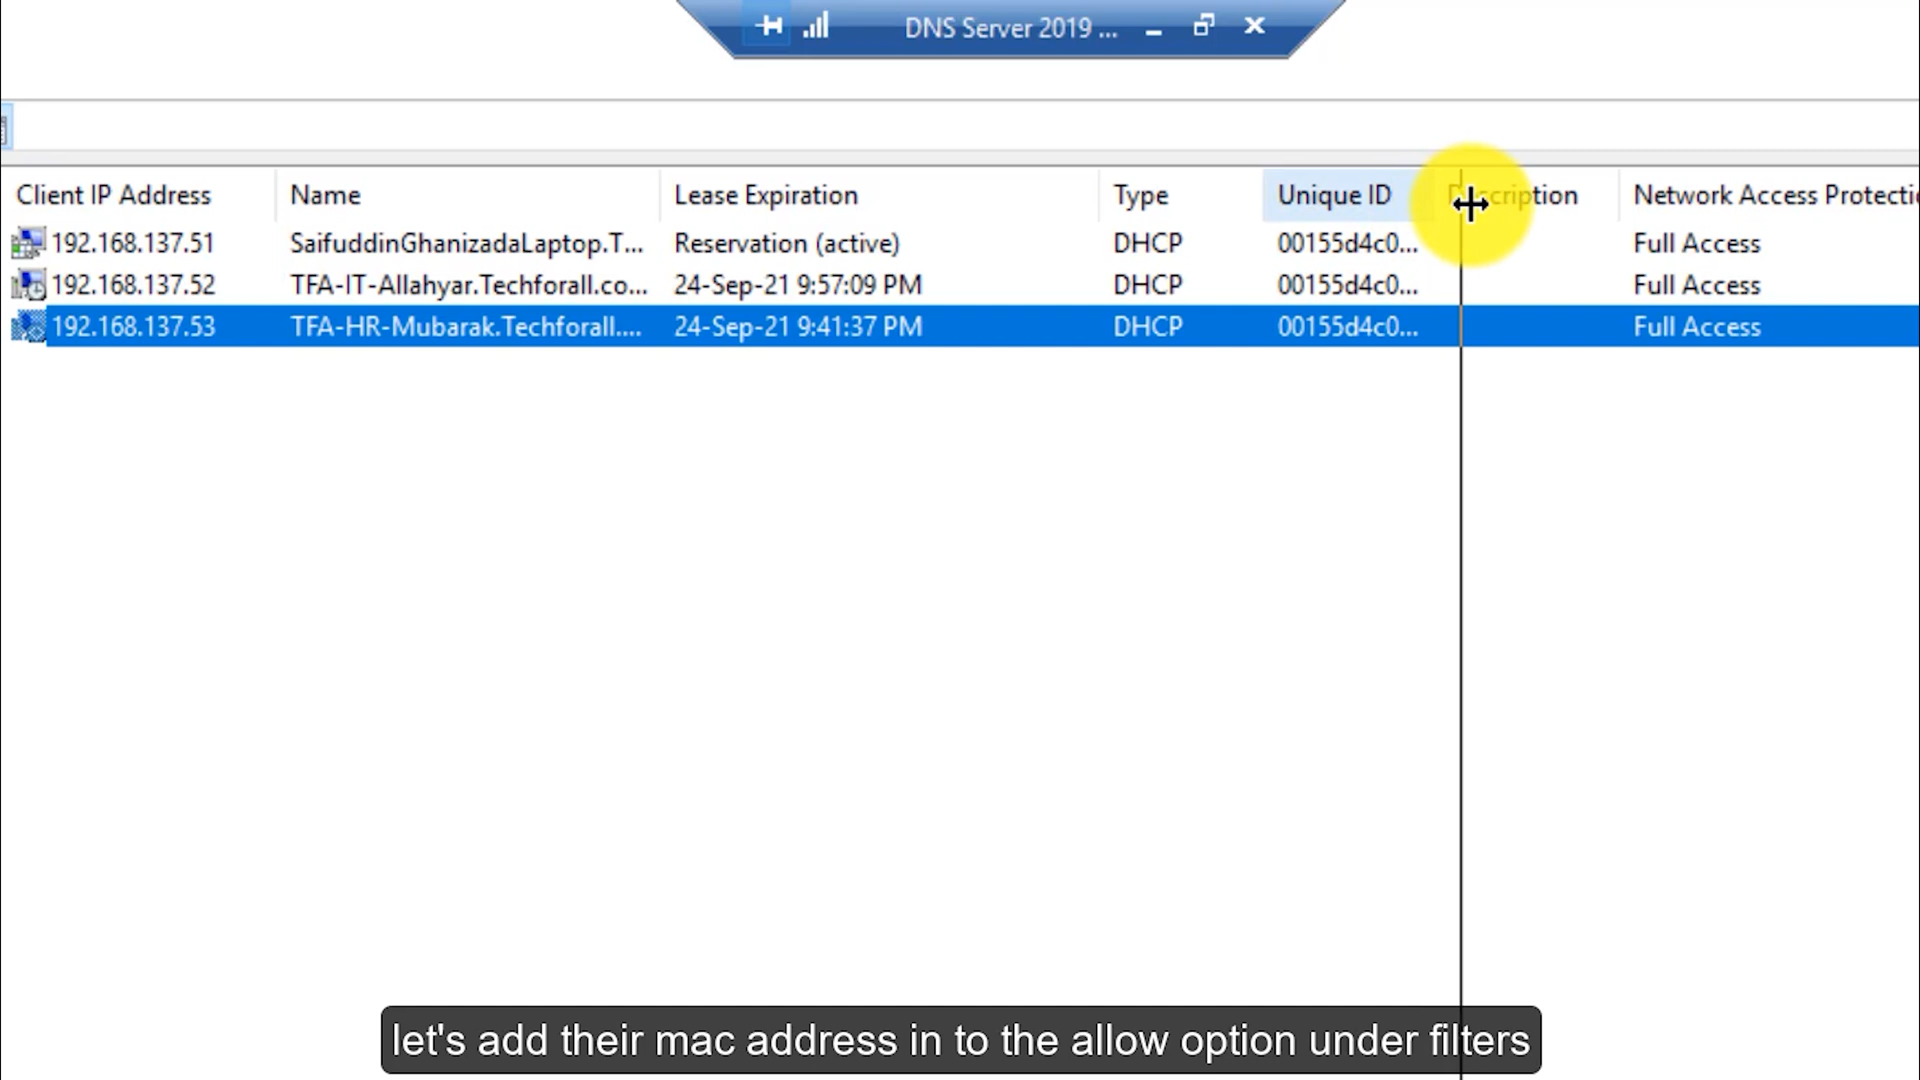 DNS Server 2019 ...
Client IP Address Name Lease Expiration Type Unique ID Description Network Access Protecti
192.168.137.51 SaifuddinGhanizadaLaptop.T... Reservation (active) DHCP 00155d4c0... Full Access
192.168.137.52 TFA-IT-Allahyar.Techforall.co... 24-Sep-21 9:57:09 PM DHCP 00155d4c0... Full Access
192.168.137.53 TFA-HR-Mubarak.Techforall.... 24-Sep-21 9:41:37 PM DHCP 00155d4c0... Full Access
let's add their mac address in to the allow option under filters